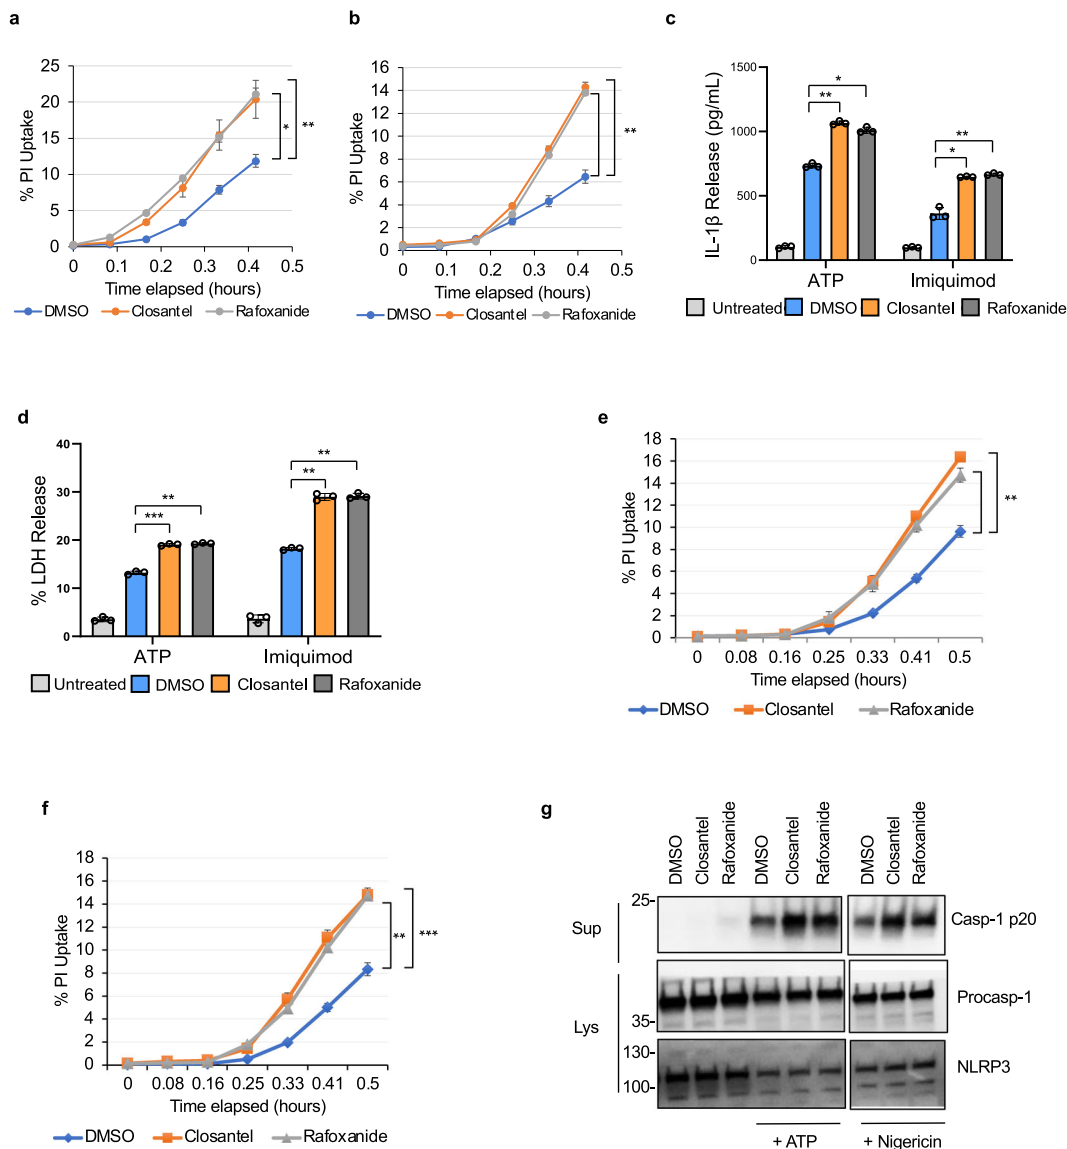 a
25
20
15
10
5
0
% PI Uptake
0 0.1 0.2 0.3 0.4 0.5
Time elapsed (hours)
DMSO Closantel Rafoxanide
* **
b
16
14
12
10
8
6
4
2
0
% PI Uptake
0 0.1 0.2 0.3 0.4 0.5
Time elapsed (hours)
DMSO Closantel Rafoxanide
**
c
1500
1000
500
0
IL-1β Release (pg/mL)
*
**
**
*
ATP Imiquimod
Untreated DMSO Closantel Rafoxanide
d
40
30
20
10
0
% LDH Release
**
***
**
**
ATP Imiquimod
Untreated DMSO Closantel Rafoxanide
e
18
16
14
12
10
8
6
4
2
0
% PI Uptake
0 0.08 0.16 0.25 0.33 0.41 0.5
Time elapsed (hours)
DMSO Closantel Rafoxanide
**
f
18
16
14
12
10
8
6
4
2
0
% PI Uptake
0 0.08 0.16 0.25 0.33 0.41 0.5
Time elapsed (hours)
DMSO Closantel Rafoxanide
** ***
g
DMSO Closantel Rafoxanide DMSO Closantel Rafoxanide DMSO Closantel Rafoxanide
25-
Sup
Casp-1 p20
Procasp-1
35-
Lys
130-
NLRP3
100-
+ ATP + Nigericin